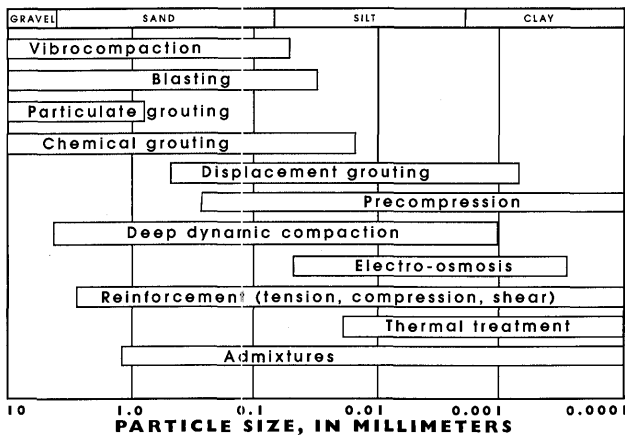 GRAVEL SAND SILT CLAY
Vibrocompaction
Blasting
Particulate grouting
Chemical grouting
Displacement grouting
Precompression
Deep dynamic compaction
Electro-osmosis
Reinforcement (tension, compression, shear)
Thermal treatment
Admixtures
10 1.0 0.1 0.01 0.001 0.0001
PARTICLE SIZE, IN MILLIMETERS